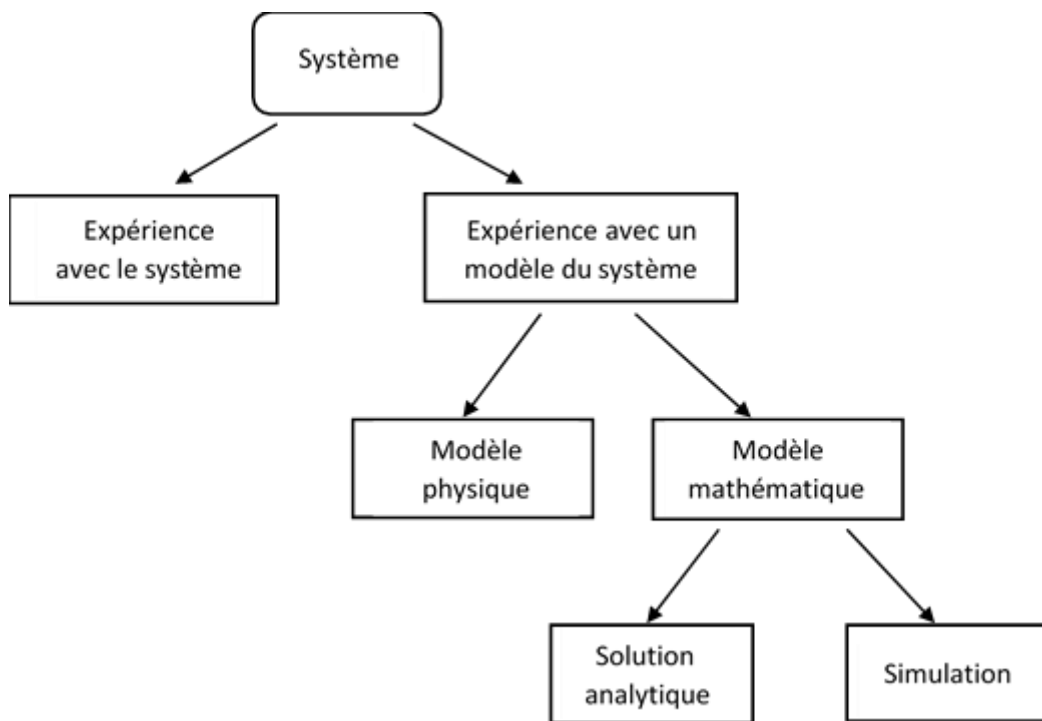 Système
Expérience
avec le système
Expérience avec un
modèle du système
Modèle
physique
Modèle
mathématique
Solution
analytique
Simulation